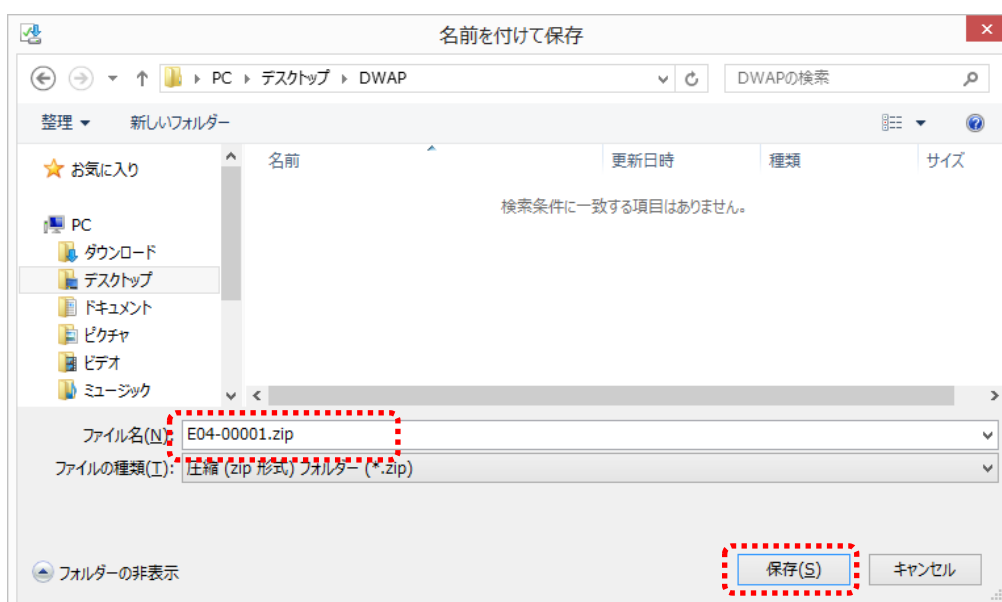 名前を付けて保存
PC ▸ デスクトップ ▸ DWAP
DWAPの検索
整理 ▼ 新しいフォルダー
お気に入り
名前 更新日時 種類 サイズ
検索条件に一致する項目はありません。
PC
ダウンロード
デスクトップ
ドキュメント
ピクチャ
ビデオ
ミュージック
ファイル名(N): E04-00001.zip
ファイルの種類(T): 圧縮 (zip 形式) フォルダー (*.zip)
フォルダーの非表示
保存(S) キャンセル